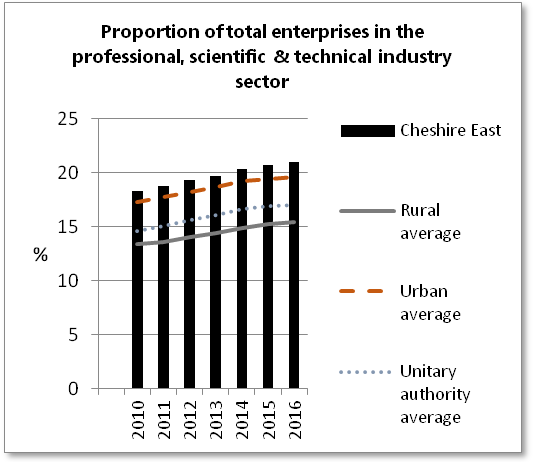 Proportion of total enterprises in the
professional, scientific & technical industry
sector
25
20
15
10
5
0
%
2010
2011
2012
2013
2014
2015
2016
Cheshire East
Rural
average
Urban
average
Unitary
authority
average